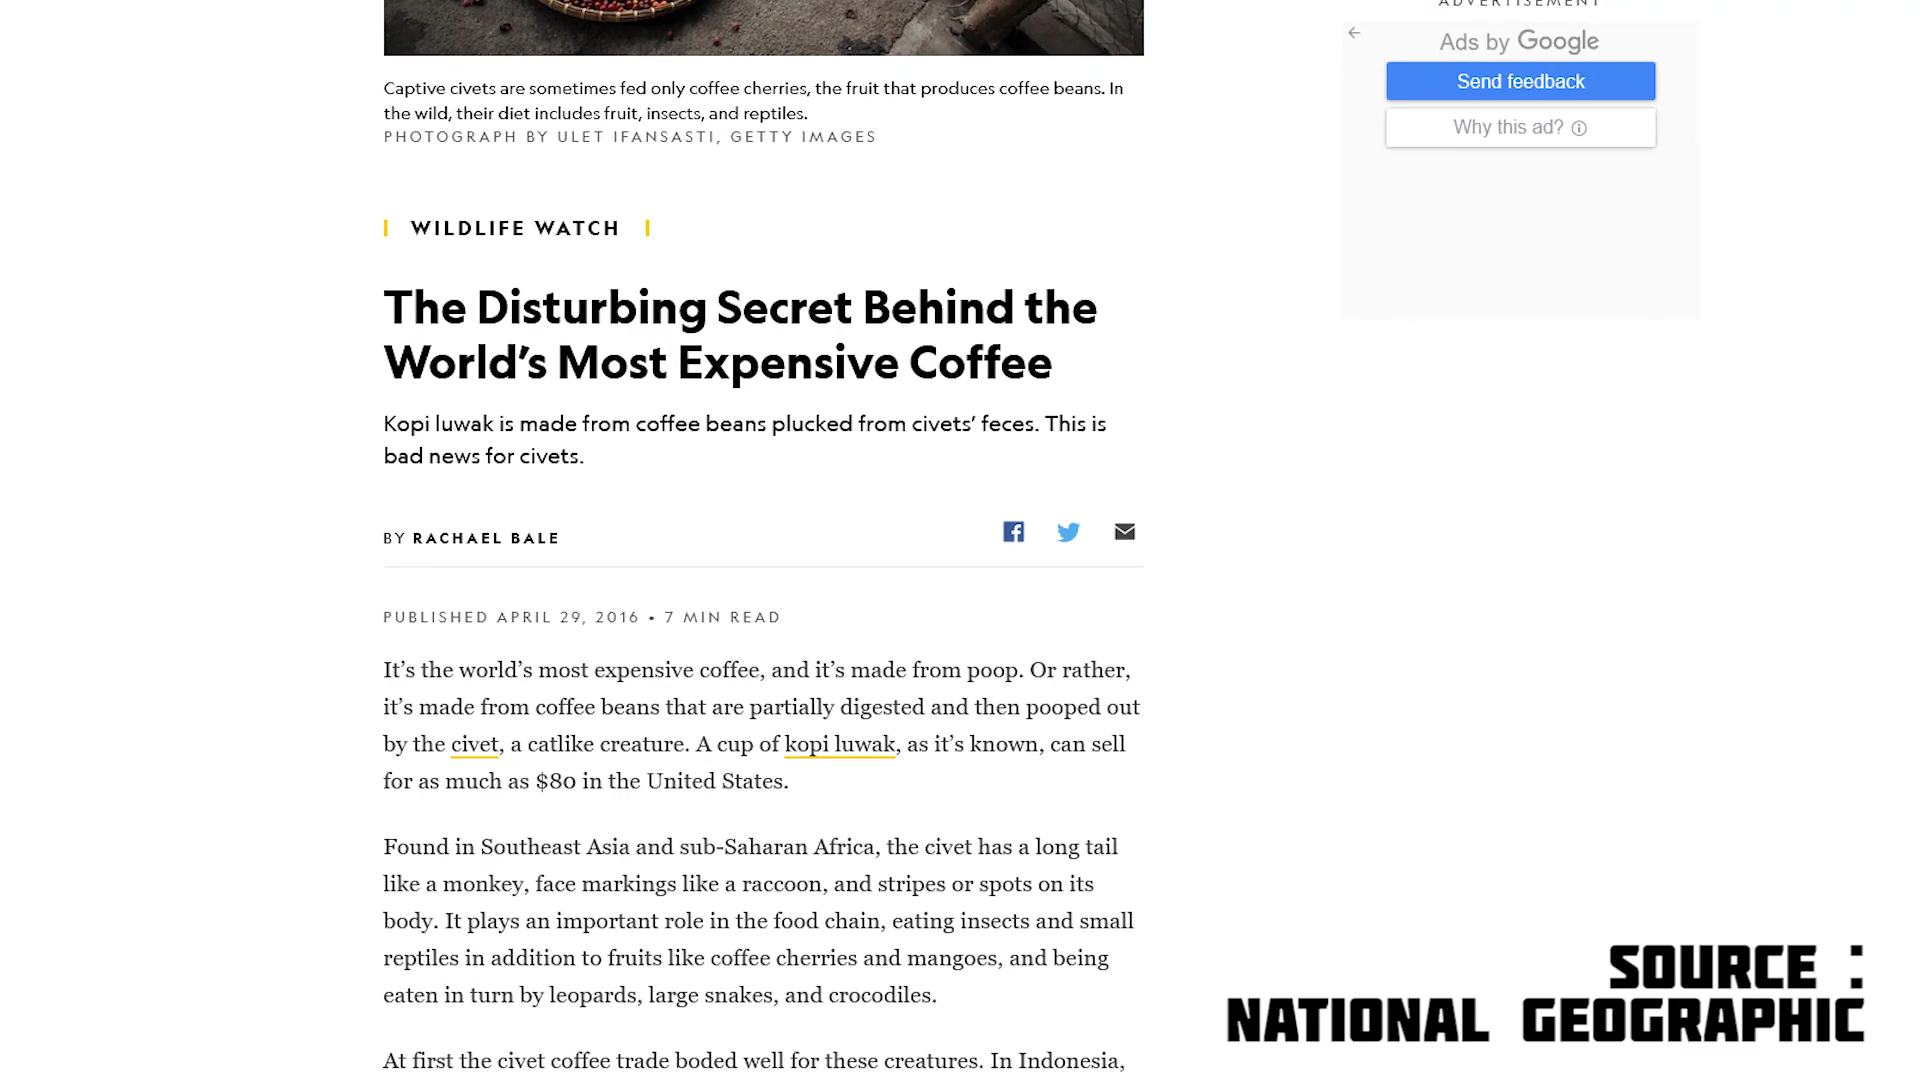 ADVERTISEMENT
Ads by Google
Send feedback
Why this ad?
Captive civets are sometimes fed only coffee cherries, the fruit that produces coffee beans. In
the wild, their diet includes fruit, insects, and reptiles.
PHOTOGRAPH BY ULET IFANSASTI, GETTY IMAGES
WILDLIFE WATCH
The Disturbing Secret Behind the
World’s Most Expensive Coffee
Kopi luwak is made from coffee beans plucked from civets’ feces. This is
bad news for civets.
BY RACHAEL BALE
PUBLISHED APRIL 29, 2016 • 7 MIN READ
It’s the world’s most expensive coffee, and it’s made from poop. Or rather,
it’s made from coffee beans that are partially digested and then pooped out
by the civet, a catlike creature. A cup of kopi luwak, as it’s known, can sell
for as much as $80 in the United States.
Found in Southeast Asia and sub-Saharan Africa, the civet has a long tail
like a monkey, face markings like a raccoon, and stripes or spots on its
body. It plays an important role in the food chain, eating insects and small
reptiles in addition to fruits like coffee cherries and mangoes, and being
eaten in turn by leopards, large snakes, and crocodiles.
At first the civet coffee trade boded well for these creatures. In Indonesia,
SOURCE :
NATIONAL GEOGRAPHIC